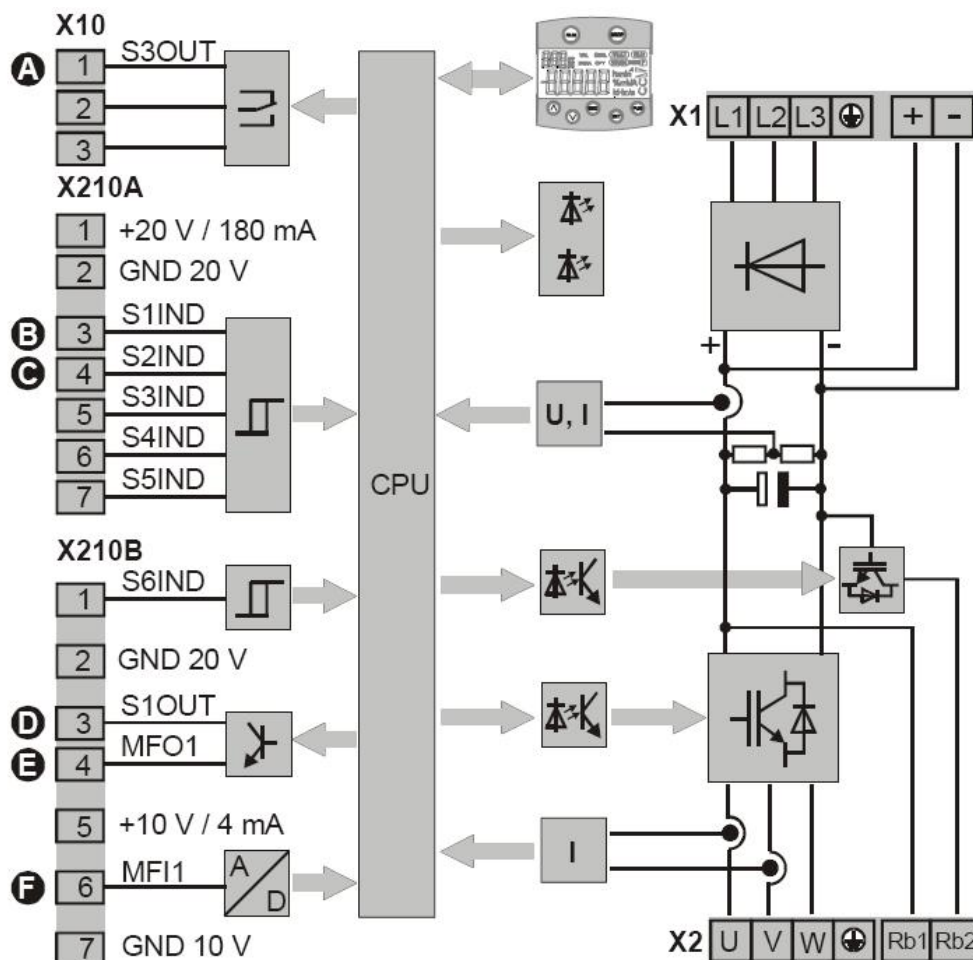 X10
A 1 S3OUT
2
3
X210A
1 +20 V / 180 mA
2 GND 20 V
B 3 S1IND
C 4 S2IND
5 S3IND
6 S4IND
7 S5IND
X210B
1 S6IND
2 GND 20 V
D 3 S1OUT
E 4 MFO1
5 +10 V / 4 mA
F 6 MFI1
A
D
7 GND 10 V
CPU
U, I
I
X1 L1 L2 L3 + -
+ -
X2 U V W Rb1 Rb2